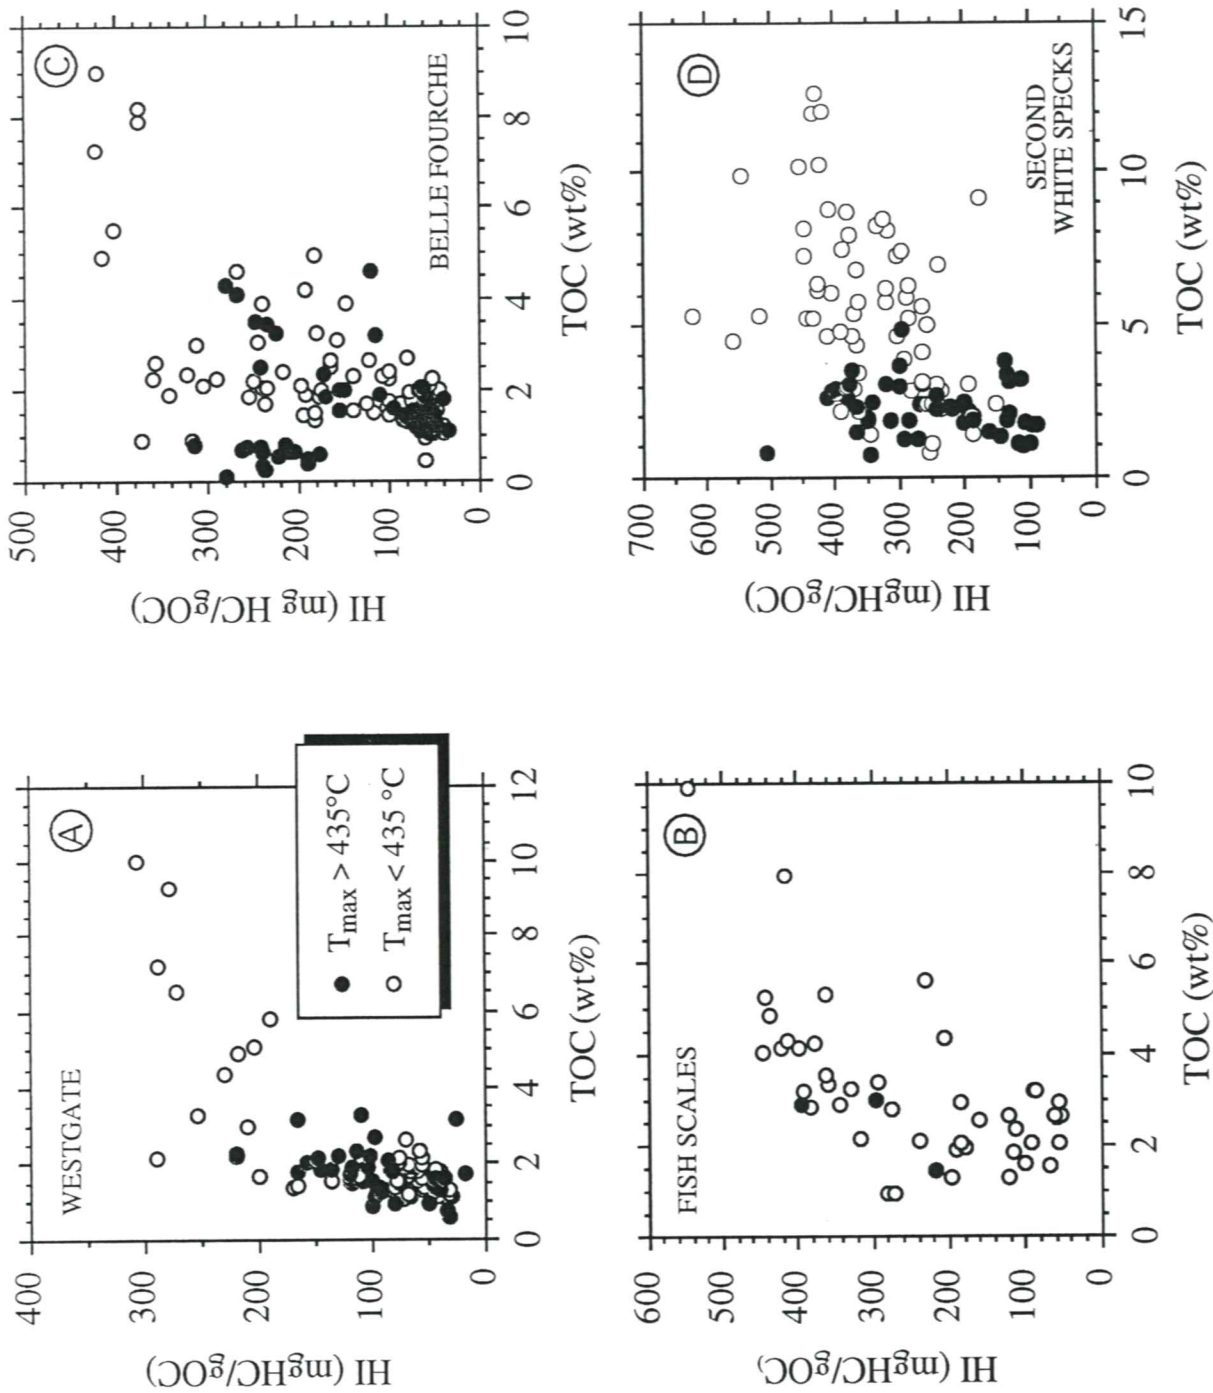 WESTGATE
A
400
300
200
100
0
HI (mgHC/gOC)
0
2
4
6
8
10
12
TOC (wt%)
Tmax > 435°C
Tmax < 435 °C
C
500
400
300
200
100
0
HI (mg HC/gOC)
BELLE FOURCHE
0
2
4
6
8
10
TOC (wt%)
FISH SCALES
B
600
500
400
300
200
100
0
HI (mgHC/gOC,
0
2
4
6
8
10
TOC (wt%)
D
700
600
500
400
300
200
100
0
HI (mgHC/gOC)
SECOND
WHITE SPECKS
0
5
10
15
TOC (wt%)